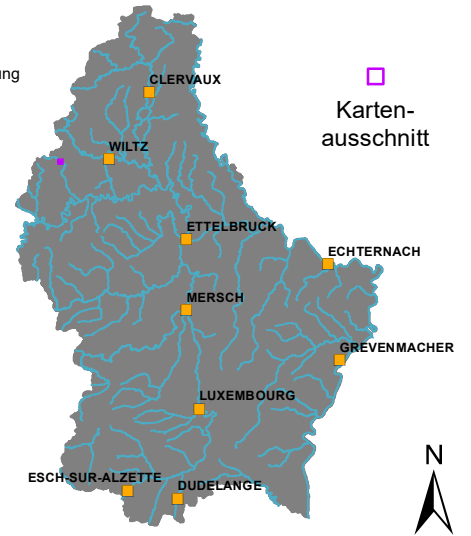 CLERVAUX
Karten-
ausschnitt
WILTZ
ETTELBRUCK
ECHTERNACH
MERSCH
GREVENMACHER
LUXEMBOURG
N
ESCH-SUR-ALZETTE
DUDELANGE